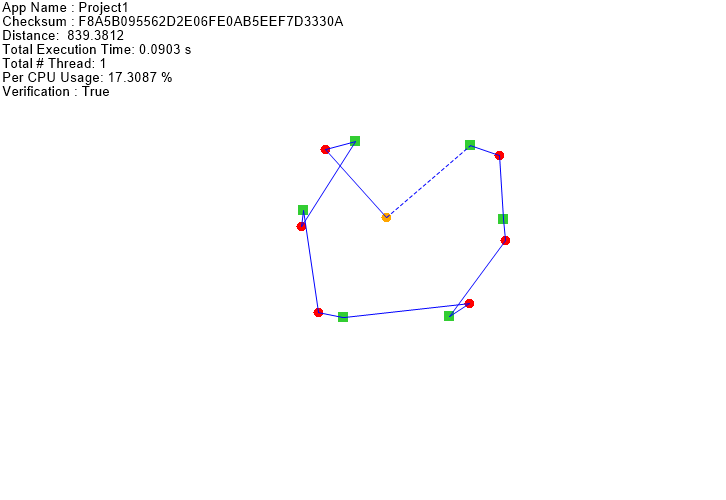 App Name : Project1
Checksum : F8A5B095562D2E06FE0AB5EEF7D3330A
Distance:  839.3812
Total Execution Time: 0.0903 s
Total # Thread: 1
Per CPU Usage: 17.3087 %
Verification : True